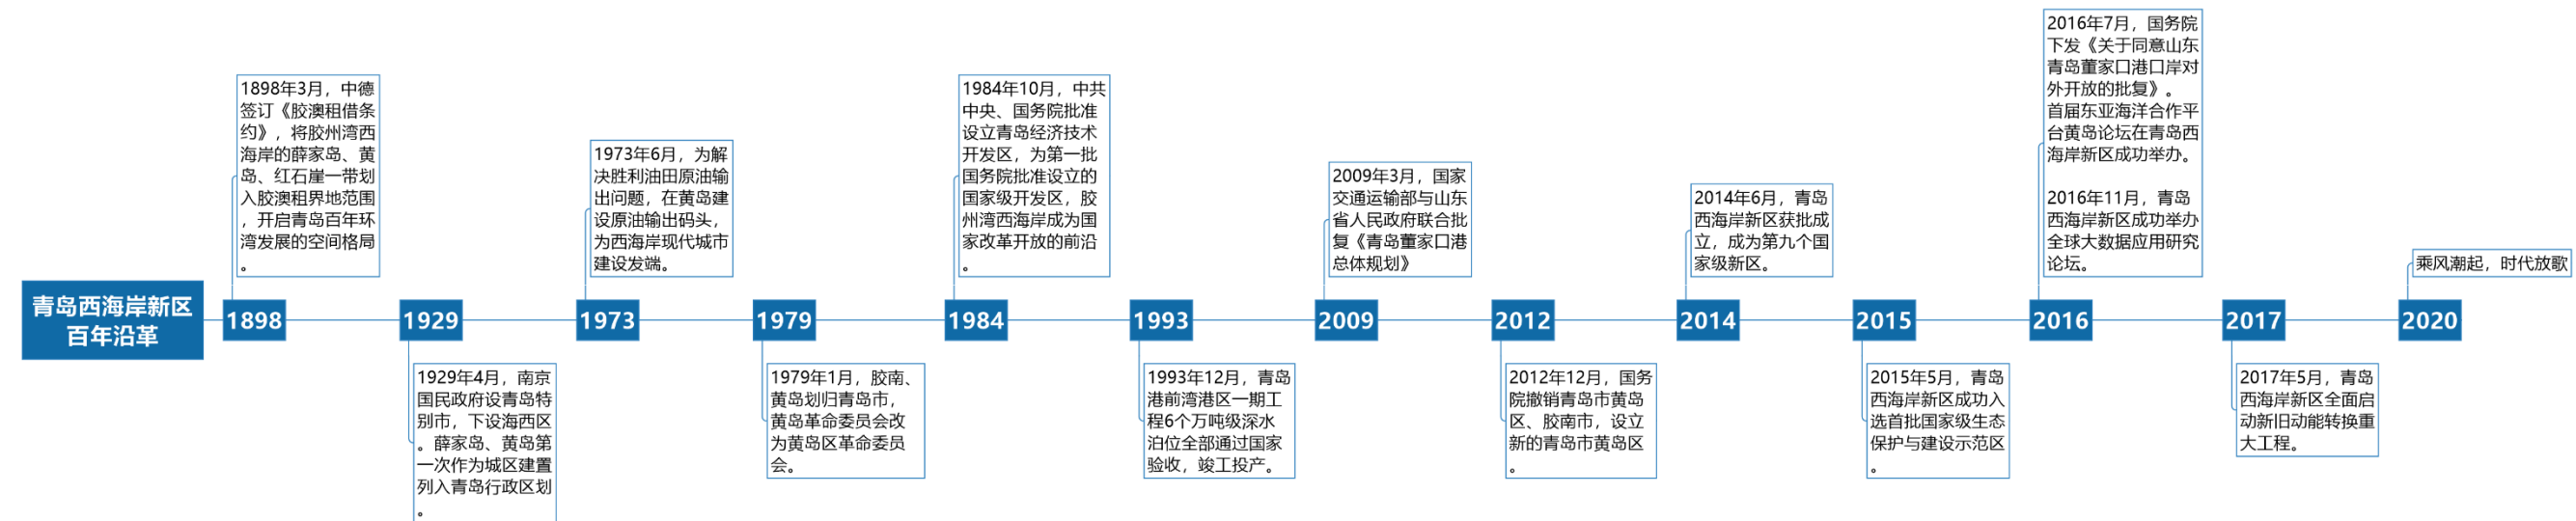 青岛西海岸新区
百年沿革
1898
1898年3月，中德
签订《胶澳租借条
约》，将胶州湾西
海岸的薛家岛、黄
岛、红石崖一带划
入胶澳租界地范围
，开启青岛百年环
湾发展的空间格局
。
1929
1929年4月，南京
国民政府设青岛特
别市，下设海西区
。薛家岛、黄岛第
一次作为城区建置
列入青岛行政区划
。
1973
1973年6月，为解
决胜利油田原油输
出问题，在黄岛建
设原油输出码头，
为西海岸现代城市
建设发端。
1979
1979年1月，胶南、
黄岛划归青岛市，
黄岛革命委员会改
为黄岛区革命委员
会。
1984
1984年10月，中共
中央、国务院批准
设立青岛经济技术
开发区，为第一批
国务院批准设立的
国家级开发区，胶
州湾西海岸成为国
家改革开放的前沿
。
1993
1993年12月，青岛
港前湾港区一期工
程6个万吨级深水
泊位全部通过国家
验收，竣工投产。
2009
2009年3月，国家
交通运输部与山东
省人民政府联合批
复《青岛董家口港
总体规划》
2012
2012年12月，国务
院撤销青岛市黄岛
区、胶南市，设立
新的青岛市黄岛区
。
2014
2014年6月，青岛
西海岸新区获批成
立，成为第九个国
家级新区。
2015
2015年5月，青岛
西海岸新区成功入
选首批国家级生态
保护与建设示范区
。
2016
2016年7月，国务院
下发《关于同意山东
青岛董家口港口岸对
外开放的批复》。
首届东亚海洋合作平
台黄岛论坛在青岛西
海岸新区成功举办。
2016年11月，青岛
西海岸新区成功举办
全球大数据应用研究
论坛。
2017
2017年5月，青岛
西海岸新区全面启
动新旧动能转换重
大工程。
2020
乘风潮起，时代放歌